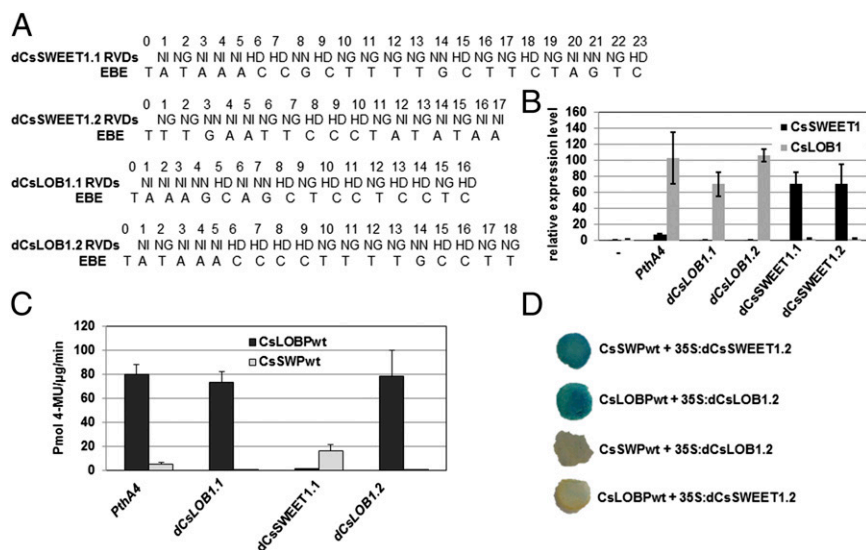 A
0 1 2 3 4 5 6 7 8 9 10 11 12 13 14 15 16 17 18 19 20 21 22 23
dCsSWEET1.1 RVDs NI NG NI NI NI HD HD NN HD NG NG NG NG NN HD NG NG HD NG NI NN NG HD
EBE T A T A A A C C G C T T T T G C T T C T A G T C
0 1 2 3 4 5 6 7 8 9 10 11 12 13 14 15 16 17
dCsSWEET1.2 RVDs NG NG NN NI NI NG NG HD HD HD NG NI NG NI NG NI NI
EBE T T T G A A T T C C C T A T A T A A
0 1 2 3 4 5 6 7 8 9 10 11 12 13 14 15 16
dCsLOB1.1 RVDs NI NI NI NN HD NI NN HD NG HD HD NG HD HD NG HD
EBE T A A A G C A G C T C C T C C T C
0 1 2 3 4 5 6 7 8 9 10 11 12 13 14 15 16 17 18
dCsLOB1.2 RVDs NI NG NI NI NI HD HD HD HD NG NG NG NG NN HD HD NG NG
EBE T A T A A A C C C C T T T T G C C T T
B
relative expression level
160
140
120
100
80
60
40
20
0
CsSWEET1
CsLOB1
-
PthA4
dCsLOB1.1
dCsLOB1.2
dCsSWEET1.1
dCsSWEET1.2
C
Pmol 4-MU/µg/min
120
100
80
60
40
20
0
CsLOBPwt
CsSWPwt
PthA4
dCsLOB1.1
dCsSWEET1.1
dCsLOB1.2
D
CsSWPwt + 35S:dCsSWEET1.2
CsLOBPwt + 35S:dCsLOB1.2
CsSWPwt + 35S:dCsLOB1.2
CsLOBPwt + 35S:dCsSWEET1.2